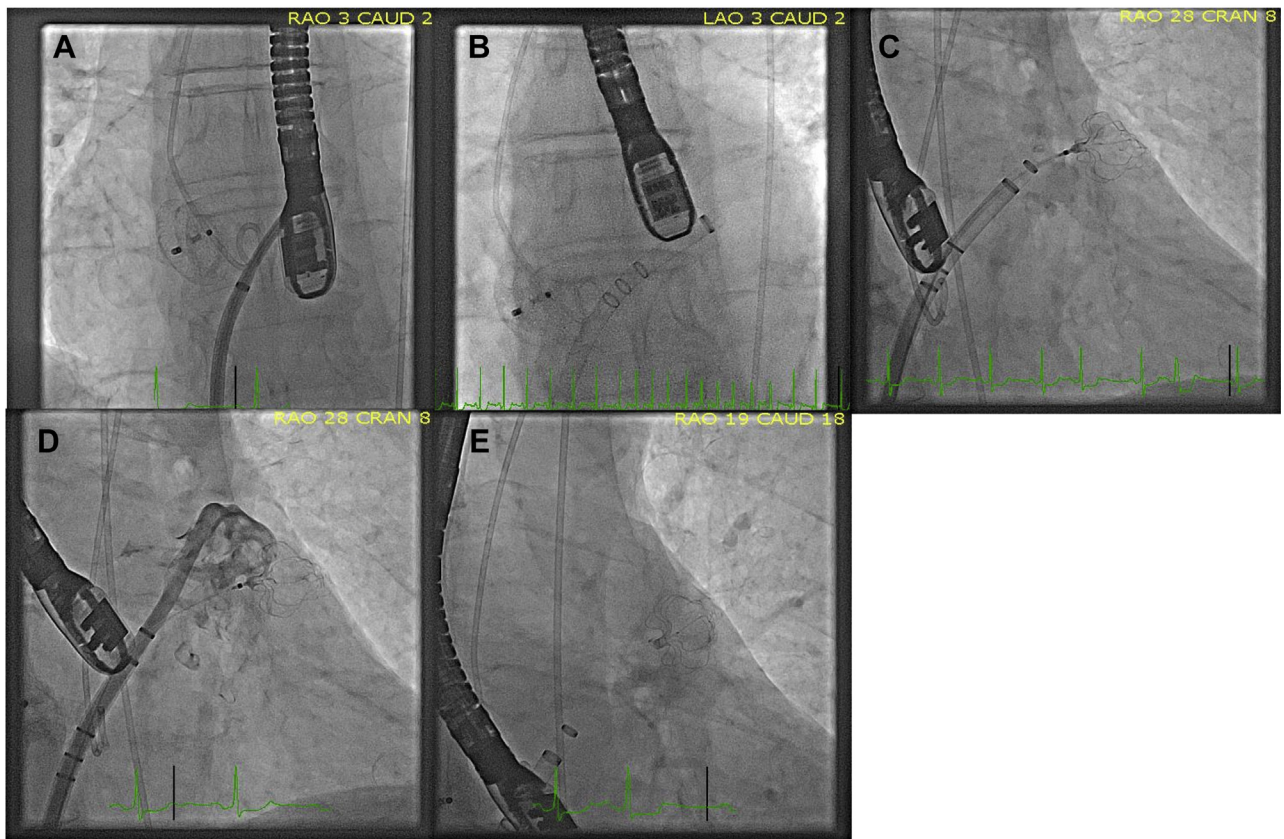 RAO 3 CAUD 2
A
LAO 3 CAUD 2
B
RAO 28 CRAN 8
C
RAO 28 CRAN 8
D
RAO 19 CAUD 18
E